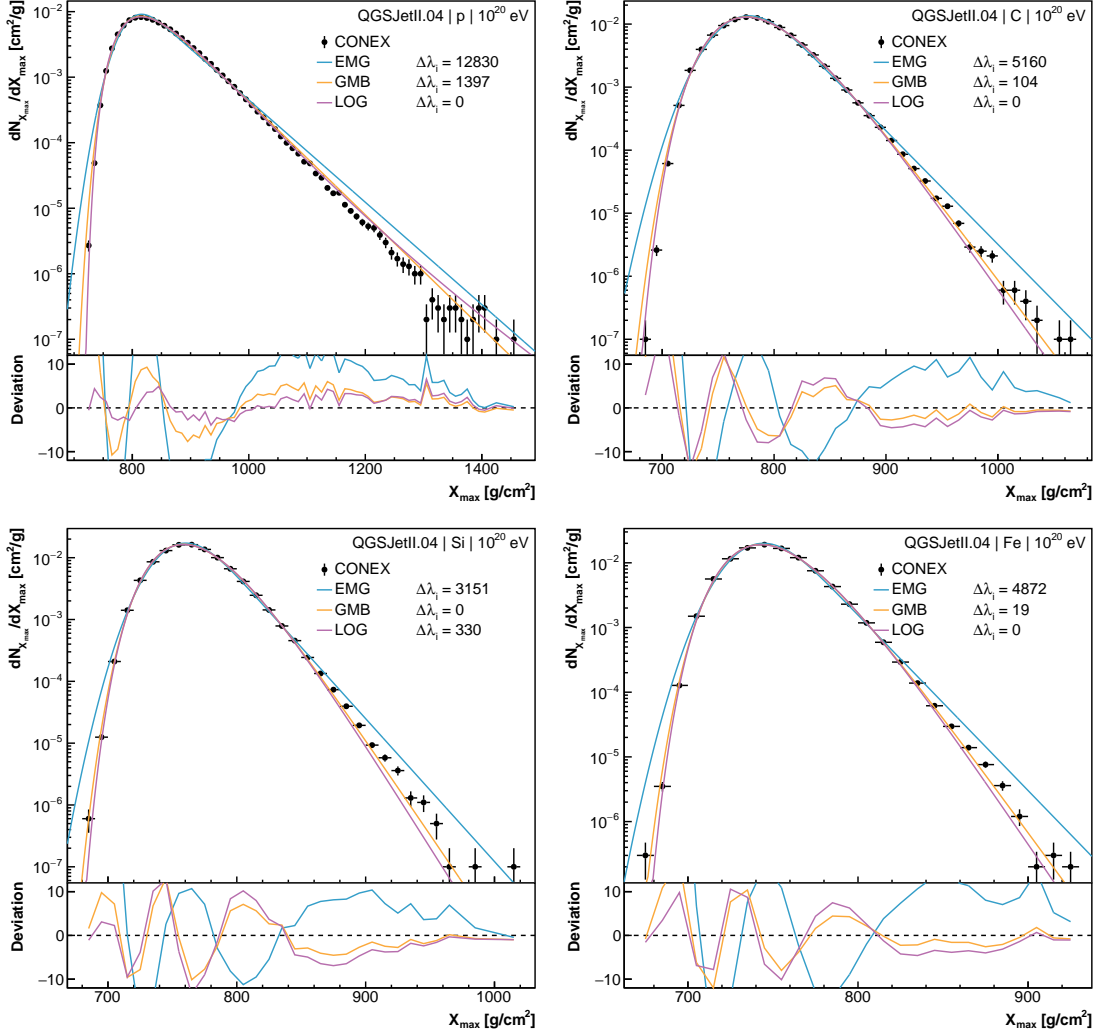 QGSJetII.04 | p | 10^20 eV
CONEX
EMG Δλ_i = 12830
GMB Δλ_i = 1397
LOG Δλ_i = 0
dN_Xmax/dX_max [cm²/g]
10^−2
10^−3
10^−4
10^−5
10^−6
10^−7
Deviation
10
0
−10
800 1000 1200 1400
X_max [g/cm²]
QGSJetII.04 | C | 10^20 eV
CONEX
EMG Δλ_i = 5160
GMB Δλ_i = 104
LOG Δλ_i = 0
dN_Xmax/dX_max [cm²/g]
10^−2
10^−3
10^−4
10^−5
10^−6
10^−7
Deviation
10
0
−10
700 800 900 1000
X_max [g/cm²]
QGSJetII.04 | Si | 10^20 eV
CONEX
EMG Δλ_i = 3151
GMB Δλ_i = 0
LOG Δλ_i = 330
dN_Xmax/dX_max [cm²/g]
10^−2
10^−3
10^−4
10^−5
10^−6
10^−7
Deviation
10
0
−10
700 800 900 1000
X_max [g/cm²]
QGSJetII.04 | Fe | 10^20 eV
CONEX
EMG Δλ_i = 4872
GMB Δλ_i = 19
LOG Δλ_i = 0
dN_Xmax/dX_max [cm²/g]
10^−2
10^−3
10^−4
10^−5
10^−6
Deviation
10
0
−10
700 800 900
X_max [g/cm²]